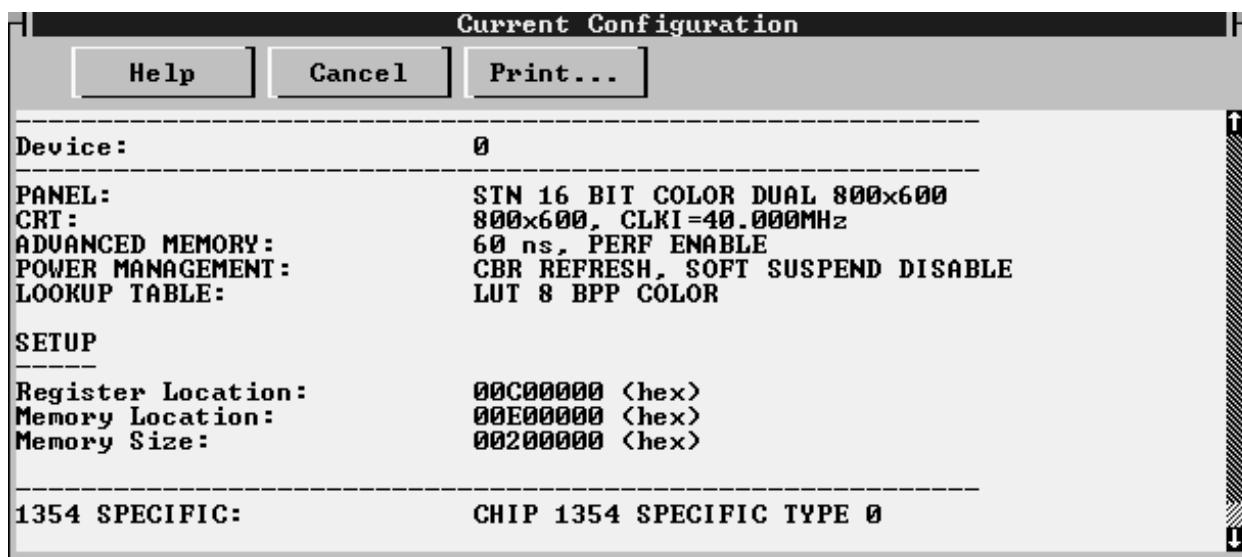 Current Configuration
Help Cancel Print...
Device: 0
PANEL: STN 16 BIT COLOR DUAL 800x600
CRT: 800x600, CLKI=40.000MHz
ADVANCED MEMORY: 60 ns, PERF ENABLE
POWER MANAGEMENT: CBR REFRESH, SOFT SUSPEND DISABLE
LOOKUP TABLE: LUT 8 BPP COLOR
SETUP
-----
Register Location: 00C00000 (hex)
Memory Location: 00E00000 (hex)
Memory Size: 00200000 (hex)
1354 SPECIFIC: CHIP 1354 SPECIFIC TYPE 0